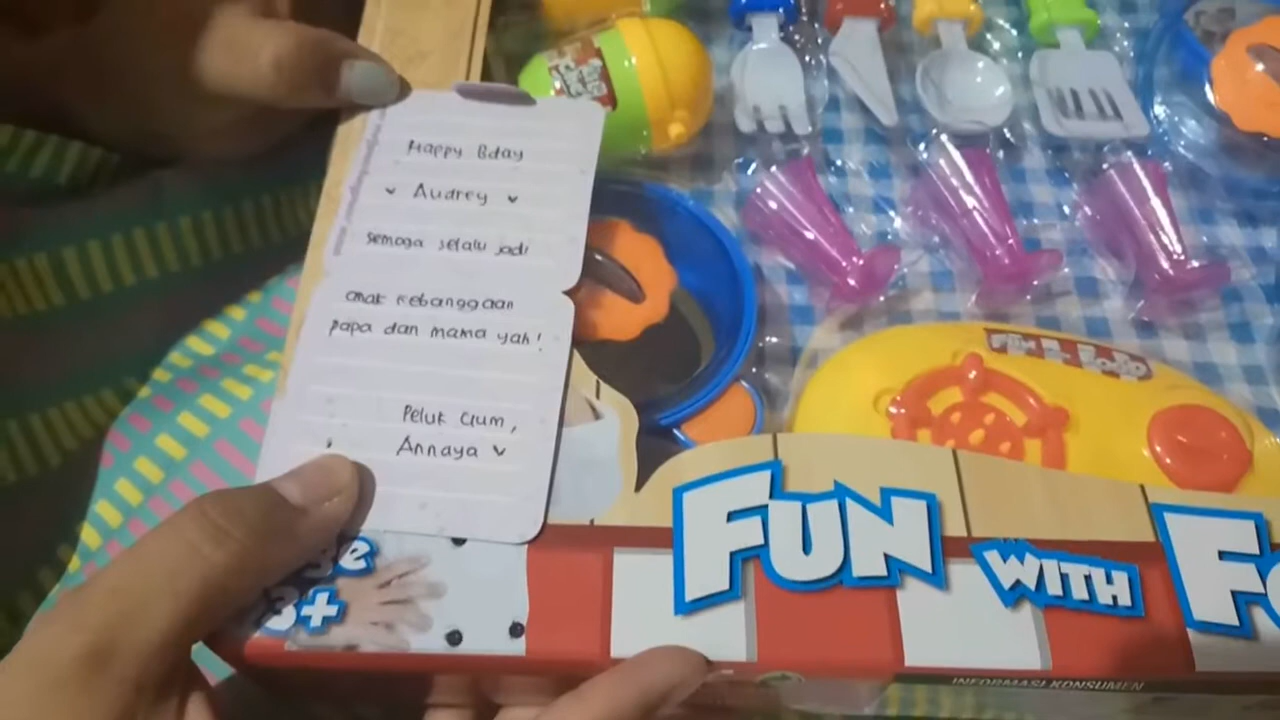 Happy Bday
Audrey
semoga selalu jadi
anak kebanggaan
papa dan mama yah!
Peluk Cium,
Annaya
3+
FUN WITH
INFORMASI KONSUMEN